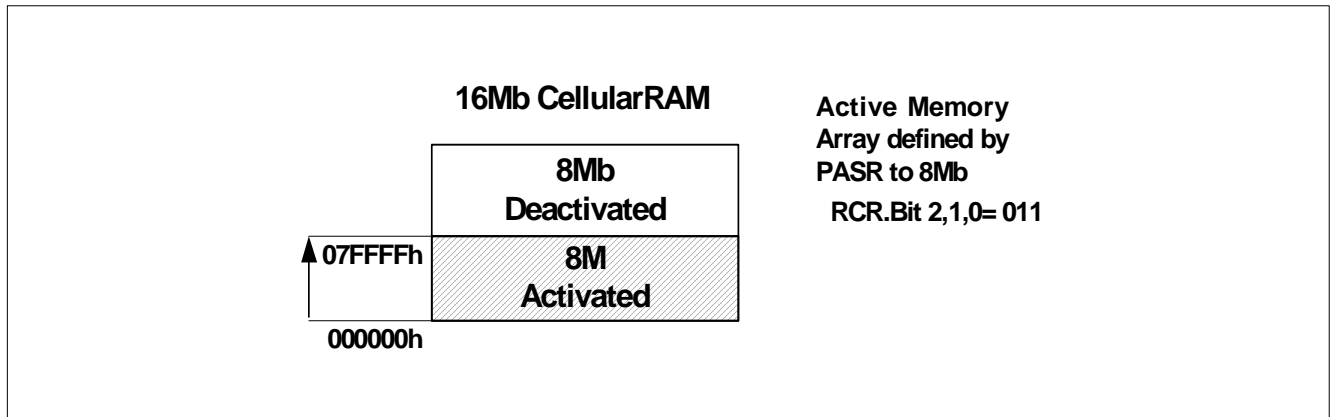 16Mb CellularRAM
8Mb
Deactivated
07FFFFh
8M
Activated
000000h
Active Memory
Array defined by
PASR to 8Mb
RCR.Bit 2,1,0= 011